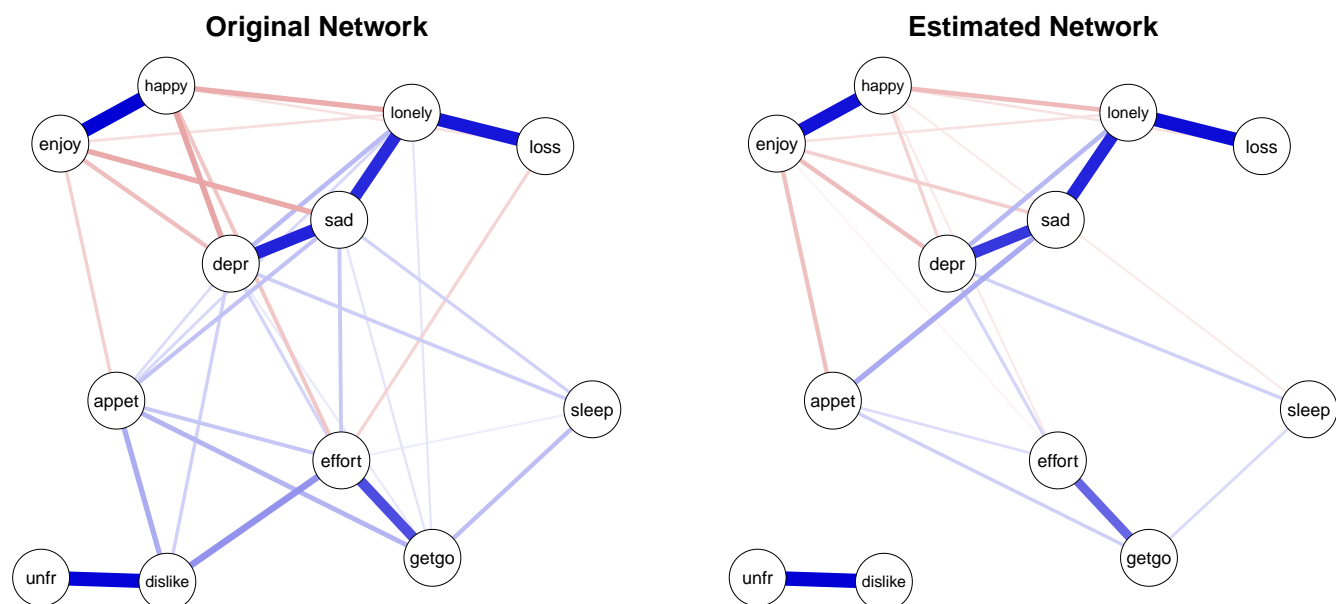 Original Network
happy
lonely
enjoy
loss
sad
depr
appet
sleep
effort
getgo
unfr
dislike
Estimated Network
happy
lonely
enjoy
loss
sad
depr
appet
sleep
effort
getgo
unfr
dislike